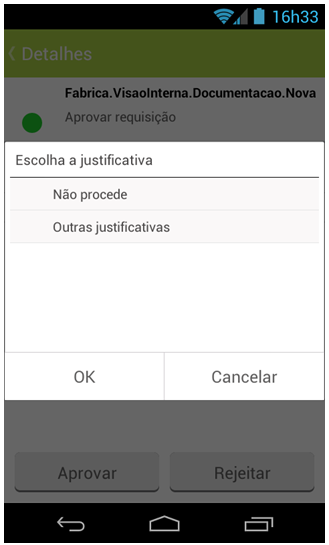 16h33
Detalhes
Fabrica.VisaoInterna.Documentacao.Nova
Aprovar requisição
Escolha a justificativa
Não procede
Outras justificativas
OK
Cancelar
Aprovar
Rejeitar